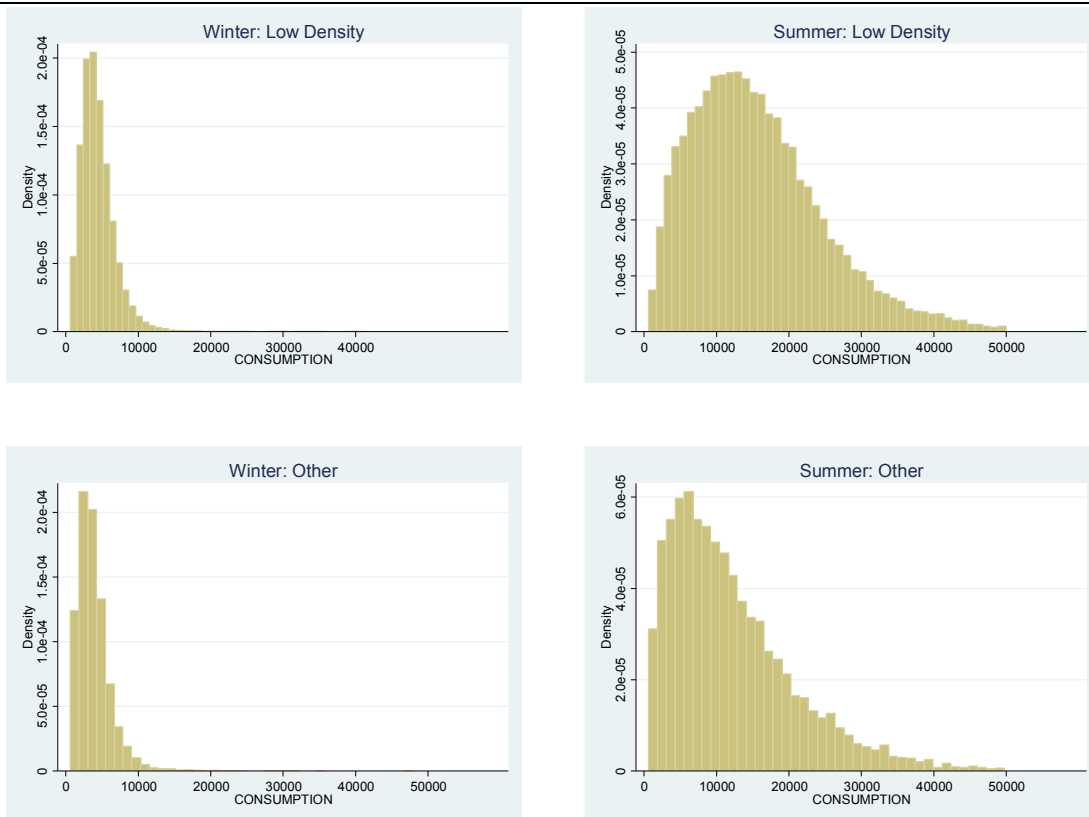 Winter: Low Density
Density
2.0e-04
1.5e-04
1.0e-04
5.0e-05
0
0 10000 20000 30000 40000
CONSUMPTION
Summer: Low Density
Density
5.0e-05
4.0e-05
3.0e-05
2.0e-05
1.0e-05
0
0 10000 20000 30000 40000 50000
CONSUMPTION
Winter: Other
Density
2.0e-04
1.5e-04
1.0e-04
5.0e-05
0
0 10000 20000 30000 40000 50000
CONSUMPTION
Summer: Other
Density
6.0e-05
4.0e-05
2.0e-05
0
0 10000 20000 30000 40000 50000
CONSUMPTION